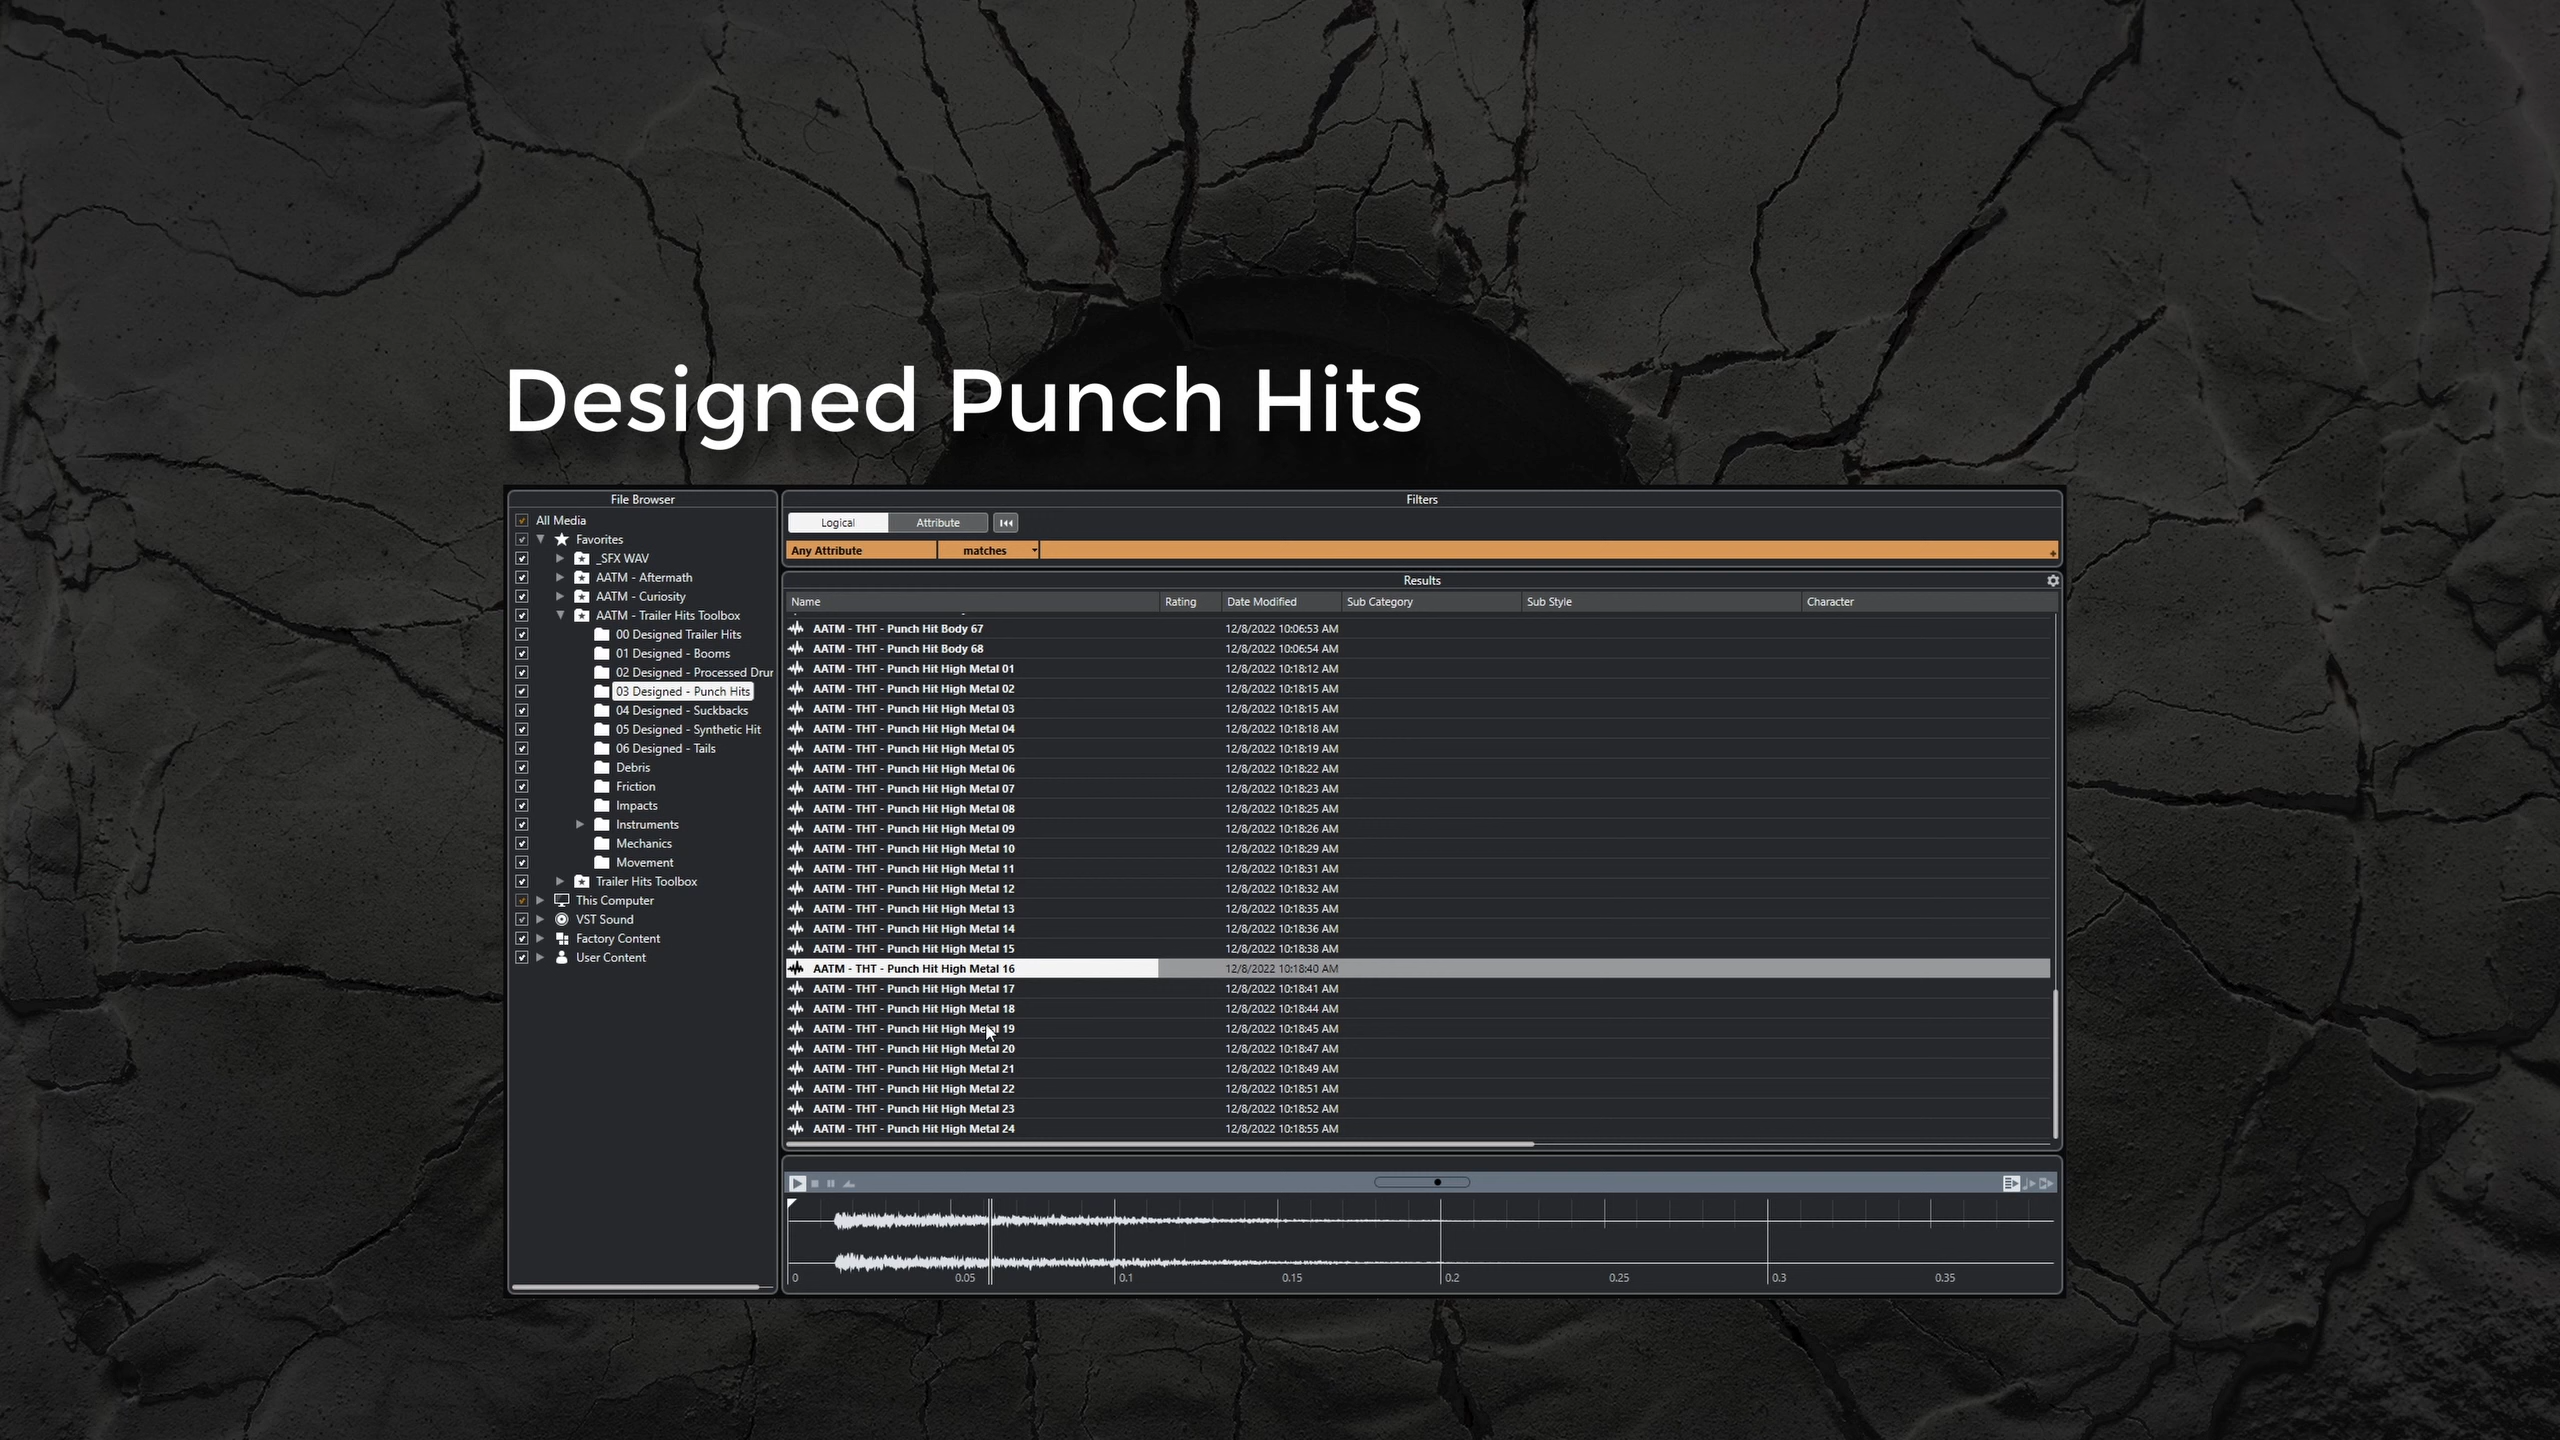 Designed Punch Hits
File Browser
All Media
Favorites
_SFX WAV
AATM - Aftermath
AATM - Curiosity
AATM - Trailer Hits Toolbox
00 Designed Trailer Hits
01 Designed - Booms
02 Designed - Processed Drur
03 Designed - Punch Hits
04 Designed - Suckbacks
05 Designed - Synthetic Hit
06 Designed - Tails
Debris
Friction
Impacts
Instruments
Mechanics
Movement
Trailer Hits Toolbox
This Computer
VST Sound
Factory Content
User Content
Filters
Logical Attribute
Any Attribute matches
Results
Name Rating Date Modified Sub Category Sub Style Character
AATM - THT - Punch Hit Body 67 12/8/2022 10:06:53 AM
AATM - THT - Punch Hit Body 68 12/8/2022 10:06:54 AM
AATM - THT - Punch Hit High Metal 01 12/8/2022 10:18:12 AM
AATM - THT - Punch Hit High Metal 02 12/8/2022 10:18:15 AM
AATM - THT - Punch Hit High Metal 03 12/8/2022 10:18:15 AM
AATM - THT - Punch Hit High Metal 04 12/8/2022 10:18:18 AM
AATM - THT - Punch Hit High Metal 05 12/8/2022 10:18:19 AM
AATM - THT - Punch Hit High Metal 06 12/8/2022 10:18:22 AM
AATM - THT - Punch Hit High Metal 07 12/8/2022 10:18:23 AM
AATM - THT - Punch Hit High Metal 08 12/8/2022 10:18:25 AM
AATM - THT - Punch Hit High Metal 09 12/8/2022 10:18:26 AM
AATM - THT - Punch Hit High Metal 10 12/8/2022 10:18:29 AM
AATM - THT - Punch Hit High Metal 11 12/8/2022 10:18:31 AM
AATM - THT - Punch Hit High Metal 12 12/8/2022 10:18:32 AM
AATM - THT - Punch Hit High Metal 13 12/8/2022 10:18:35 AM
AATM - THT - Punch Hit High Metal 14 12/8/2022 10:18:36 AM
AATM - THT - Punch Hit High Metal 15 12/8/2022 10:18:38 AM
AATM - THT - Punch Hit High Metal 16 12/8/2022 10:18:40 AM
AATM - THT - Punch Hit High Metal 17 12/8/2022 10:18:41 AM
AATM - THT - Punch Hit High Metal 18 12/8/2022 10:18:44 AM
AATM - THT - Punch Hit High Metal 19 12/8/2022 10:18:45 AM
AATM - THT - Punch Hit High Metal 20 12/8/2022 10:18:47 AM
AATM - THT - Punch Hit High Metal 21 12/8/2022 10:18:49 AM
AATM - THT - Punch Hit High Metal 22 12/8/2022 10:18:51 AM
AATM - THT - Punch Hit High Metal 23 12/8/2022 10:18:52 AM
AATM - THT - Punch Hit High Metal 24 12/8/2022 10:18:55 AM
0 0.05 0.1 0.15 0.2 0.25 0.3 0.35